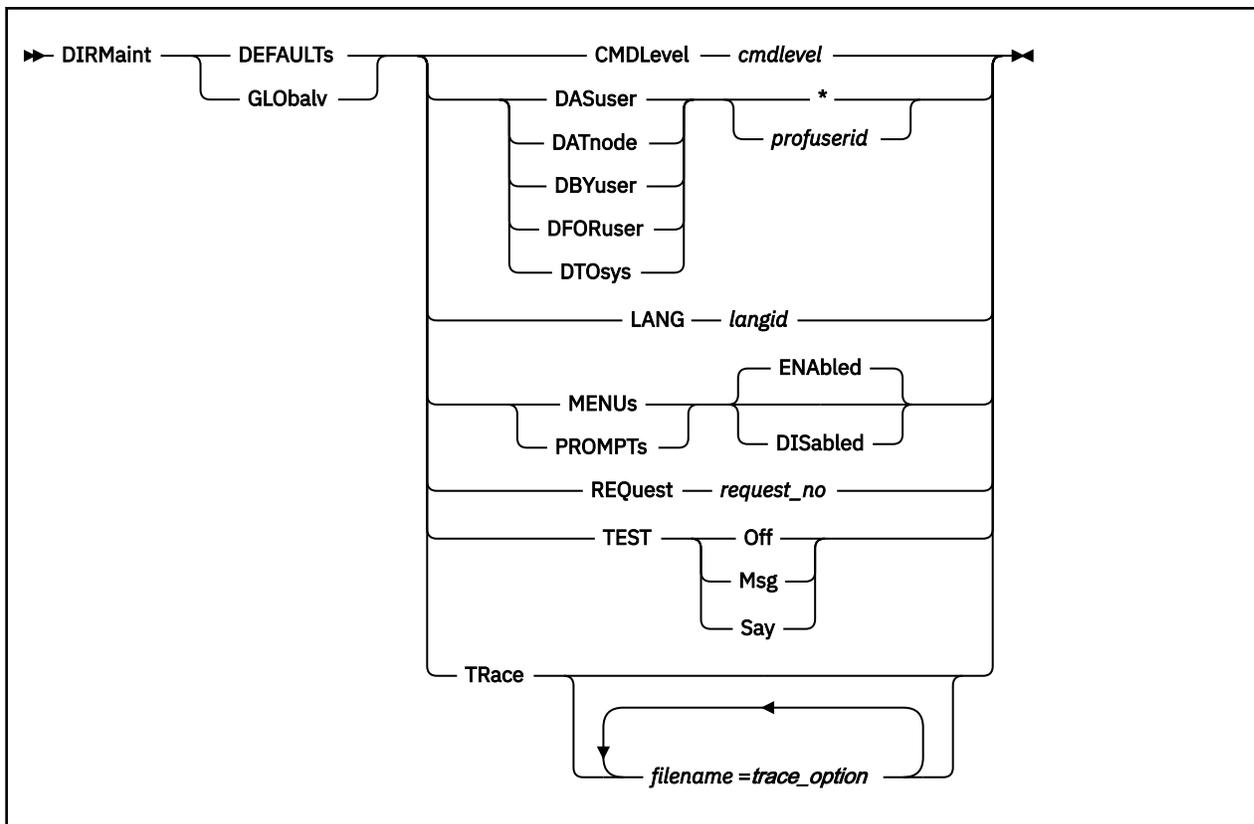 DIRMaint DEFAULTs CMDLevel cmdlevel
GLObalv
DASuser *
profuserid
DATnode
DBYuser
DFORuser
DTOsys
LANG langid
ENAbled
MENUs
PROMPTs DISabled
REQuest request_no
TEST Off
Msg
Say
TRace
filename =trace_option